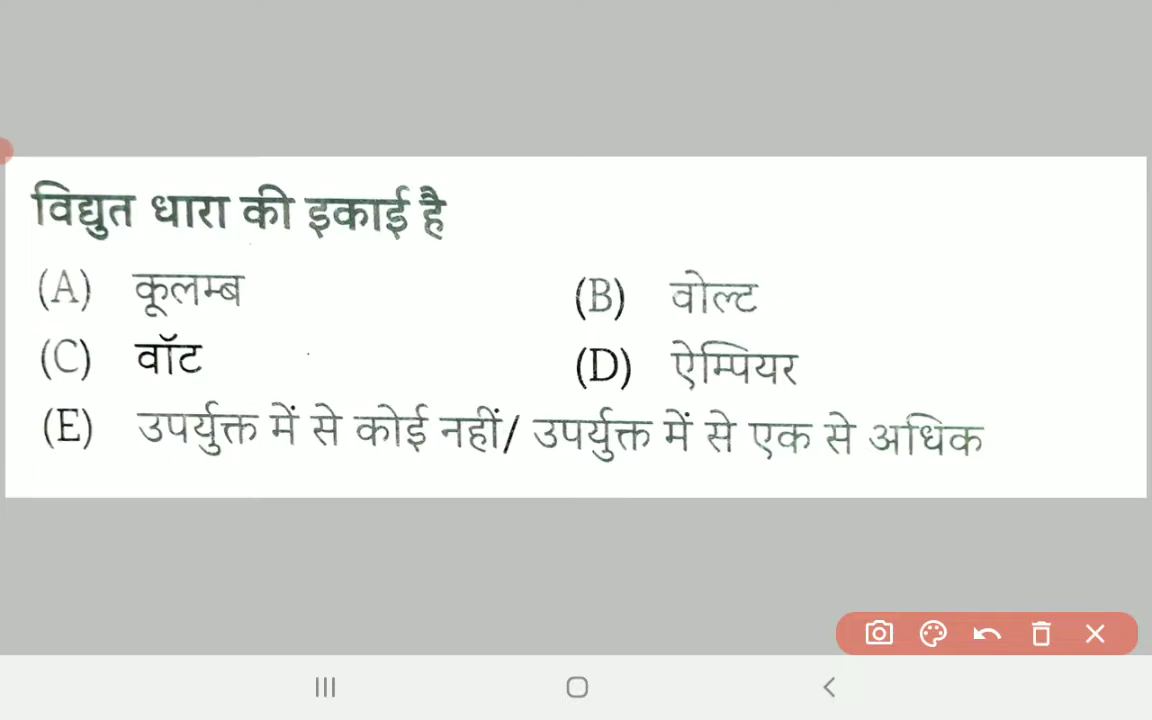 विद्युत धारा की इकाई है
(A) कूलम्ब (B) वोल्ट
(C) वॉट (D) ऐम्पियर
(E) उपर्युक्त में से कोई नहीं/ उपर्युक्त में से एक से अधिक